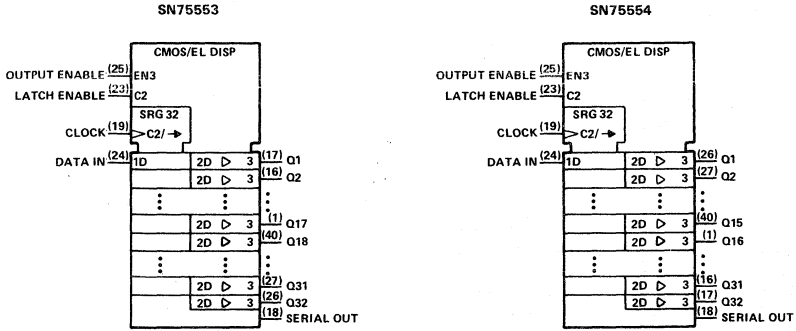 SN75553
CMOS/EL DISP
OUTPUT ENABLE (25) EN3
LATCH ENABLE (23) C2
SRG 32
CLOCK (19) C2/
DATA IN (24) 1D 2D 3 (17) Q1
2D 3 (16) Q2
2D 3 (1) Q17
2D 3 (40) Q18
2D 3 (27) Q31
2D 3 (26) Q32
(18) SERIAL OUT
SN75554
CMOS/EL DISP
OUTPUT ENABLE (25) EN3
LATCH ENABLE (23) C2
SRG 32
CLOCK (19) C2/
DATA IN (24) 1D 2D 3 (26) Q1
2D 3 (27) Q2
2D 3 (40) Q15
2D 3 (1) Q16
2D 3 (16) Q31
2D 3 (17) Q32
(18) SERIAL OUT